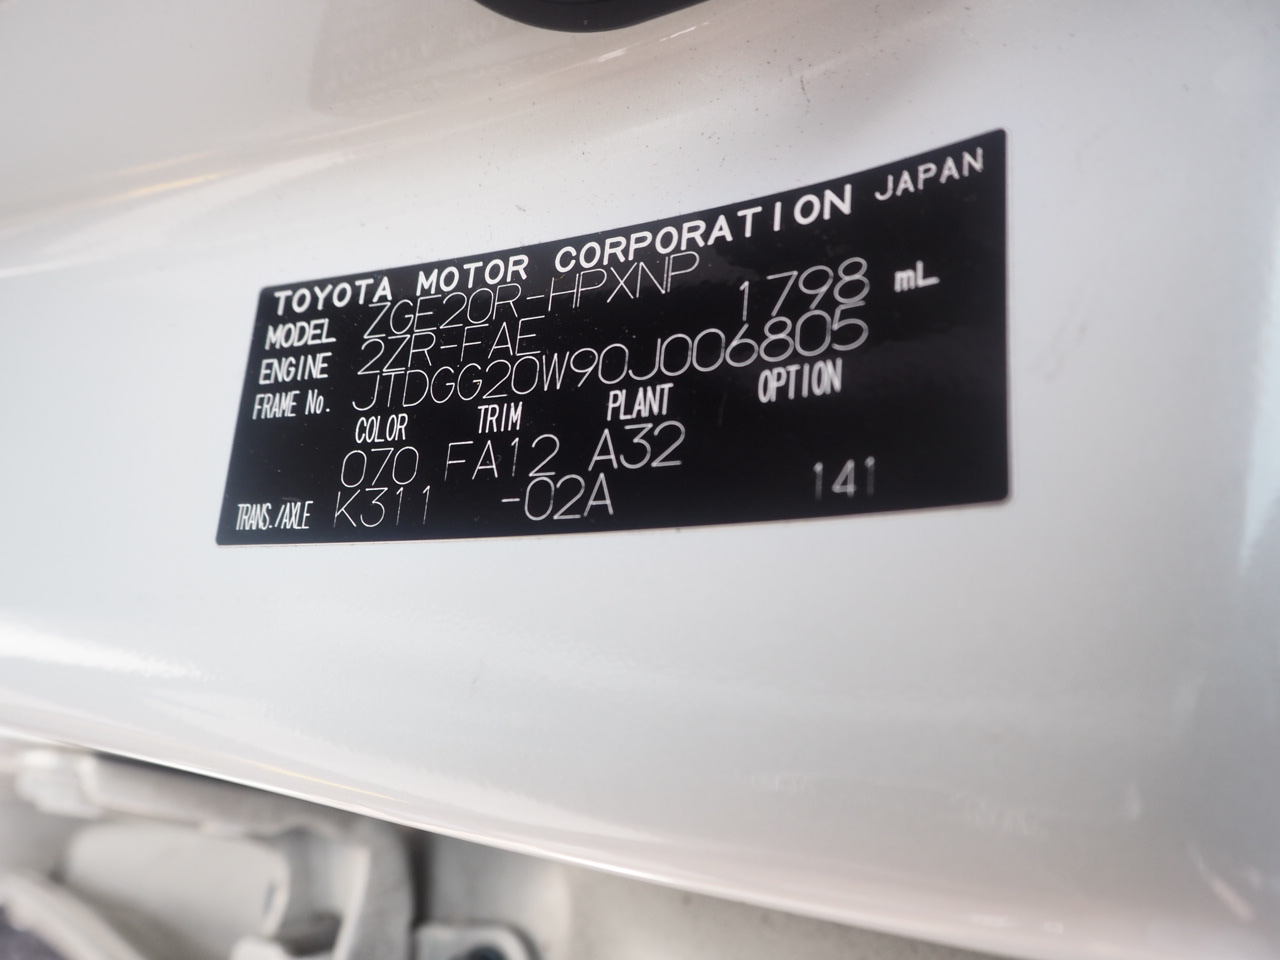 TOYOTA MOTOR CORPORATION JAPAN
MODEL ZGE20R-HPXNP
ENGINE 2ZR-FAE 1798 mL
FRAME No. JTDGG20W90J006805
COLOR TRIM PLANT OPTION
070 FA12 A32
TRANS./AXLE K311 -02A 141